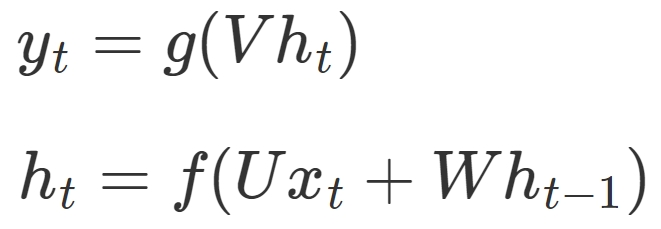 y_t = g(Vh_t)
h_t = f(Ux_t + Wh_{t-1})